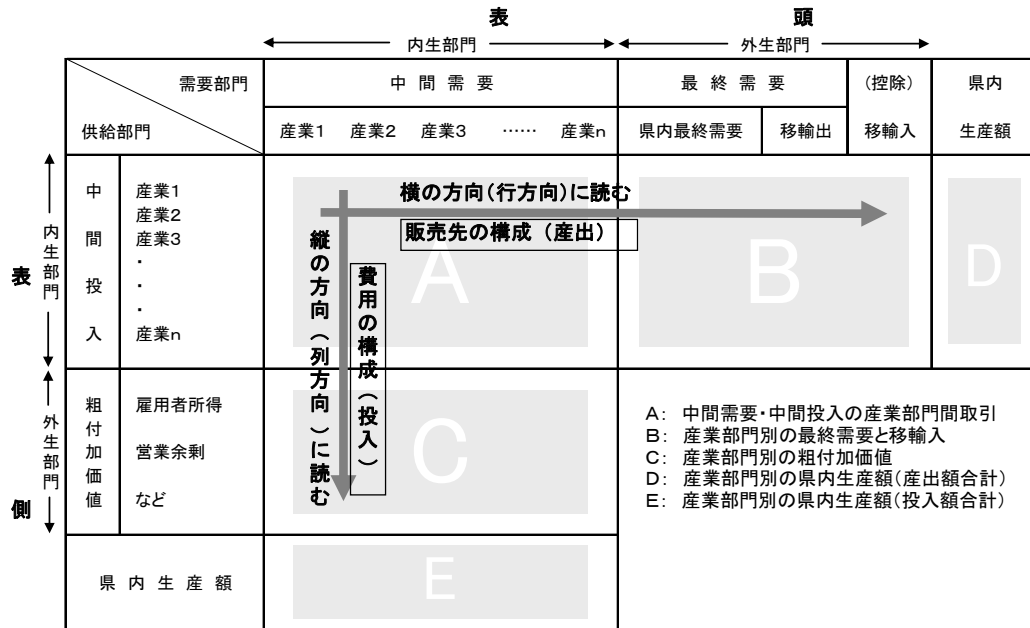 表 頭
内生部門 外生部門
需要部門 中間需要 最終需要 (控除) 県内
供給部門 産業1 産業2 産業3 …… 産業n 県内最終需要 移輸出 移輸入 生産額
表
側
内生部門
外生部門
中間投入
産業1
産業2
産業3
・
・
・
産業n
横の方向(行方向)に読む
販売先の構成(産出)
縦の方向(列方向)に読む
費用の構成(投入)
A
B
D
粗付加価値
雇用者所得
営業余剰
など
C
A: 中間需要・中間投入の産業部門間取引
B: 産業部門別の最終需要と移輸入
C: 産業部門別の粗付加価値
D: 産業部門別の県内生産額(産出額合計)
E: 産業部門別の県内生産額(投入額合計)
県内生産額
E